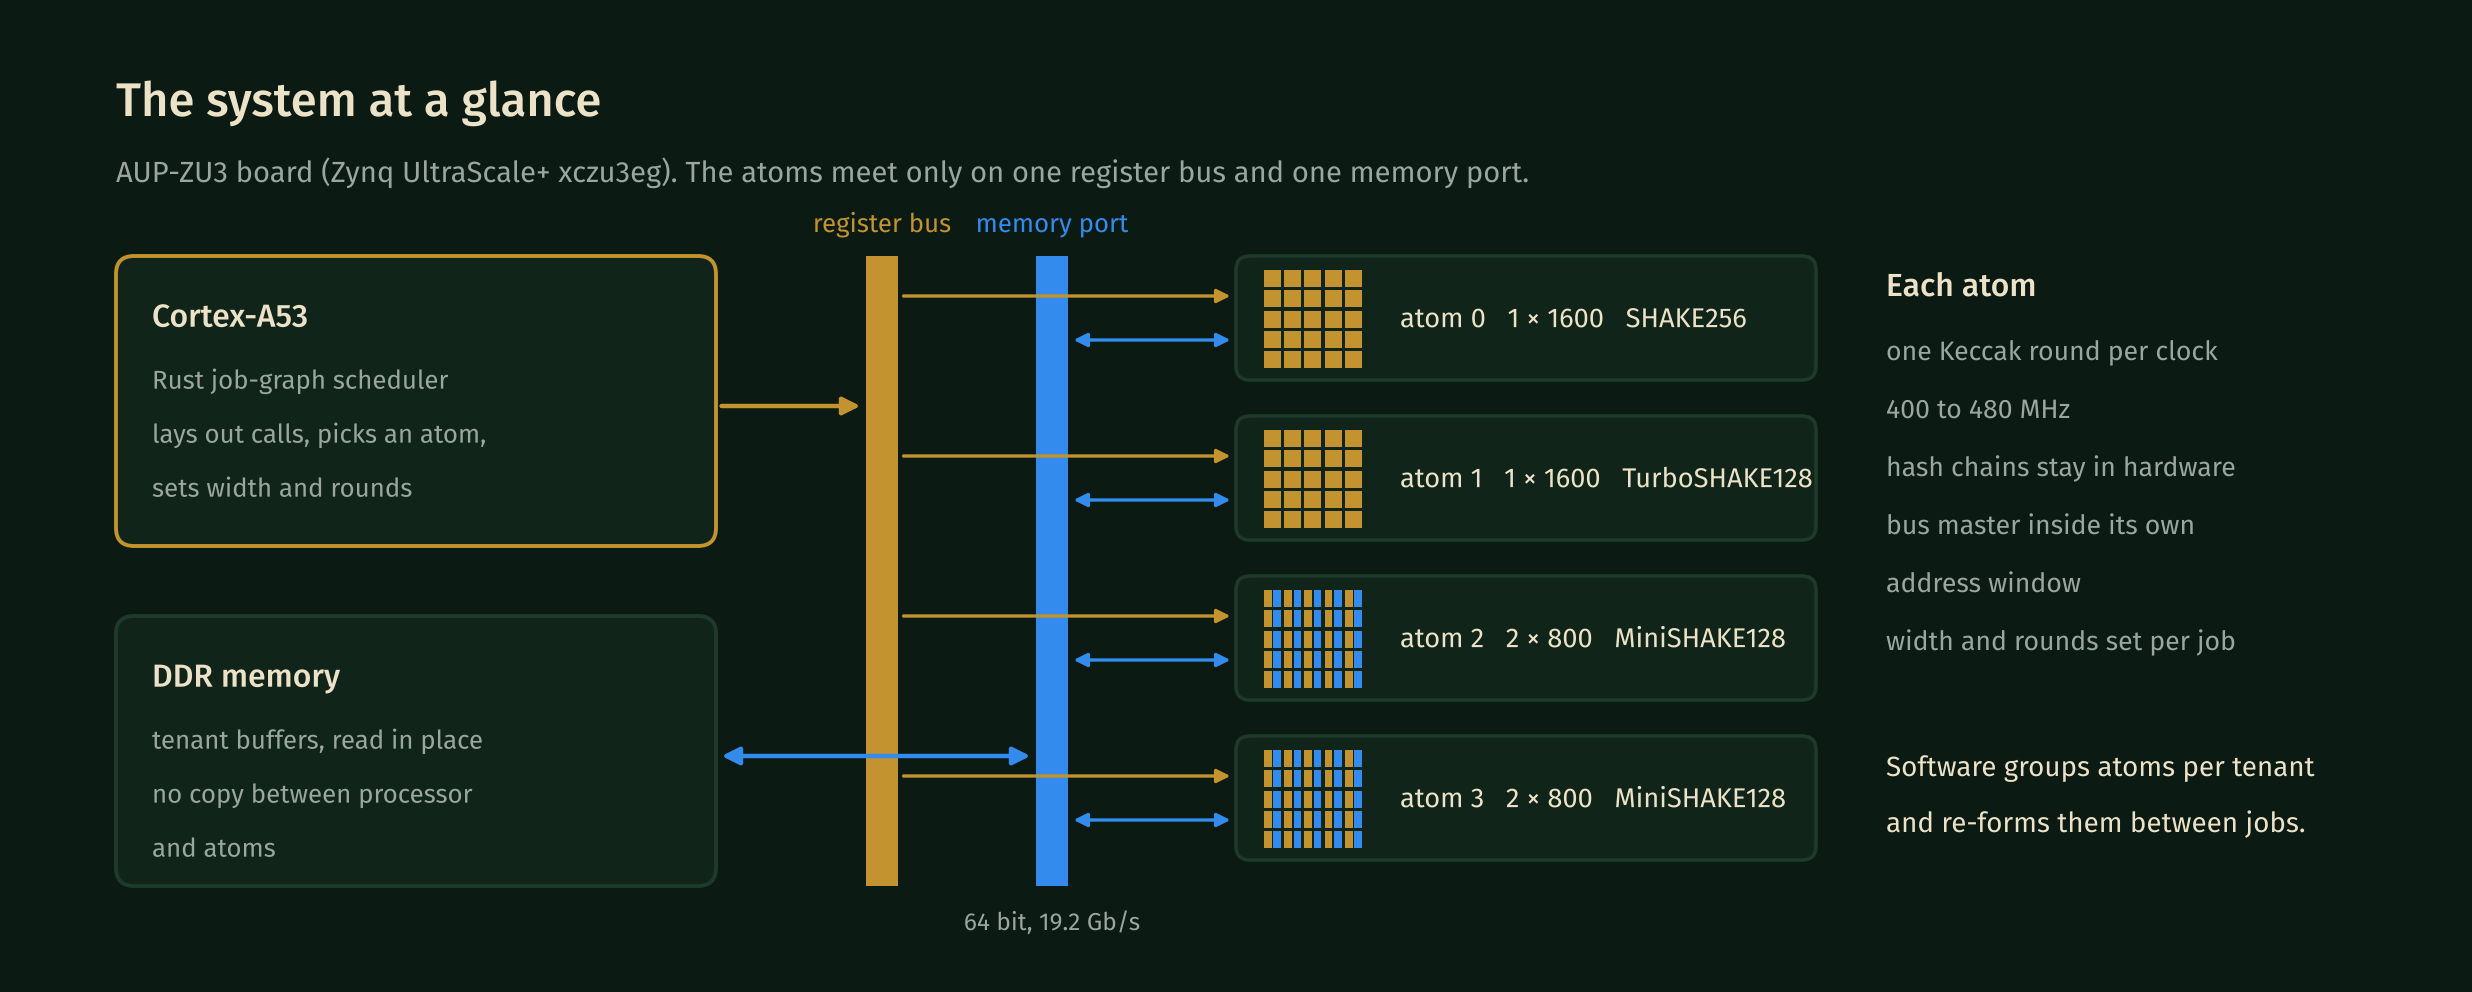 The system at a glance
AUP-ZU3 board (Zynq UltraScale+ xczu3eg). The atoms meet only on one register bus and one memory port.
register bus
memory port
Cortex-A53
Rust job-graph scheduler
lays out calls, picks an atom,
sets width and rounds
DDR memory
tenant buffers, read in place
no copy between processor
and atoms
64 bit, 19.2 Gb/s
atom 0 1 × 1600 SHAKE256
atom 1 1 × 1600 TurboSHAKE128
atom 2 2 × 800 MiniSHAKE128
atom 3 2 × 800 MiniSHAKE128
Each atom
one Keccak round per clock
400 to 480 MHz
hash chains stay in hardware
bus master inside its own
address window
width and rounds set per job
Software groups atoms per tenant
and re-forms them between jobs.